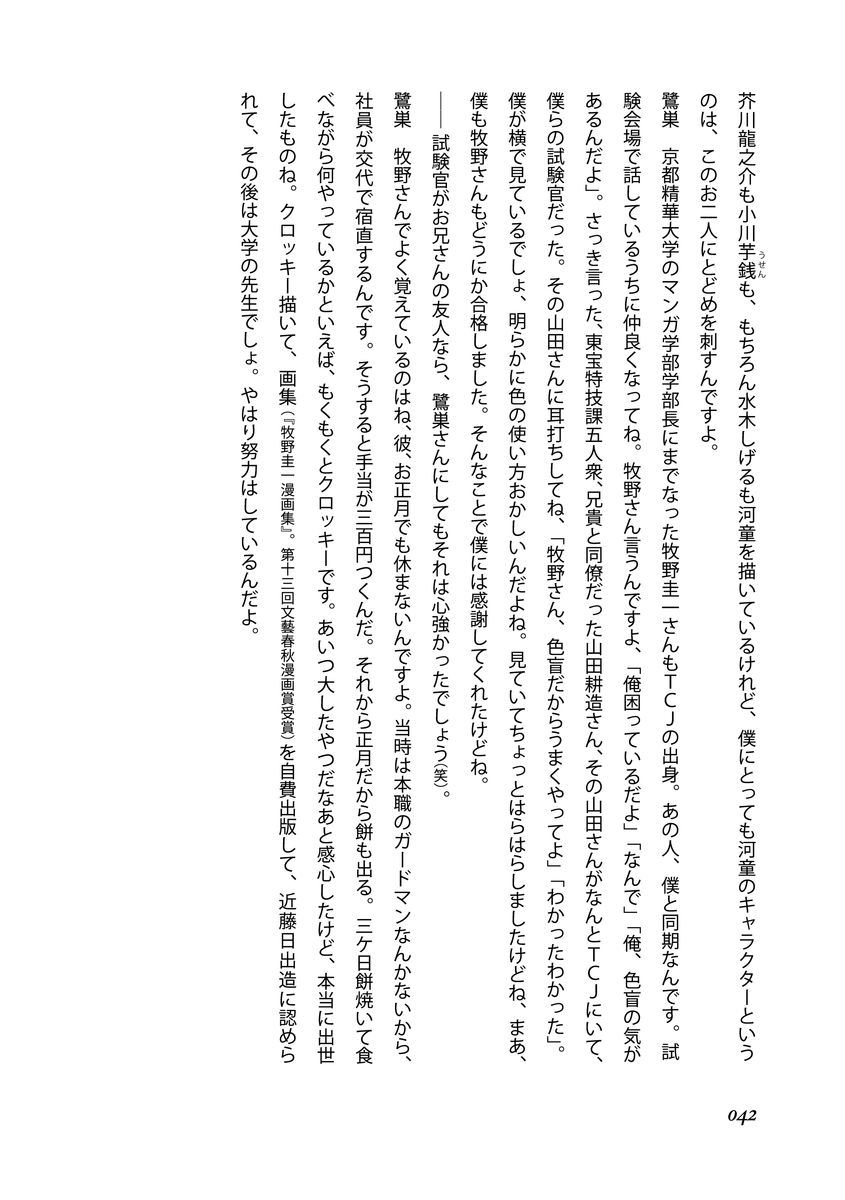 芥川龍之介も小川芋銭も、もちろん水木しげるも河童を描いているけれど、僕にとっても河童のキャラクターという
うせん
のは、このお二人にとどめを刺すんですよ。
鷺巣　京都精華大学のマンガ学部学部長にまでなった牧野圭一さんもＴＣＪの出身。あの人、僕と同期なんです。試
験会場で話しているうちに仲良くなってね。牧野さん言うんですよ、「俺困っているだよ」「なんで」「俺、色盲の気が
あるんだよ」。さっき言った、東宝特技課五人衆、兄貴と同僚だった山田耕造さん、その山田さんがなんとＴＣＪにいて、
僕らの試験官だった。その山田さんに耳打ちしてね、「牧野さん、色盲だからうまくやってよ」「わかったわかった」。
僕が横で見ているでしょ、明らかに色の使い方おかしいんだよね。見ていてちょっとはらはらしましたけどね、まあ、
僕も牧野さんもどうにか合格しました。そんなことで僕には感謝してくれたけどね。
――試験官がお兄さんの友人なら、鷺巣さんにしてもそれは心強かったでしょう（笑）。
鷺巣　牧野さんでよく覚えているのはね、彼、お正月でも休まないんですよ。当時は本職のガードマンなんかないから、
社員が交代で宿直するんです。そうすると手当が三百円つくんだ。それから正月だから餅も出る。三ケ日餅焼いて食
べながら何やっているかといえば、もくもくとクロッキーです。あいつ大したやつだなあと感心したけど、本当に出世
したものね。クロッキー描いて、画集（『牧野圭一漫画集』。第十三回文藝春秋漫画賞受賞）を自費出版して、近藤日出造に認めら
れて、その後は大学の先生でしょ。やはり努力はしているんだよ。
042